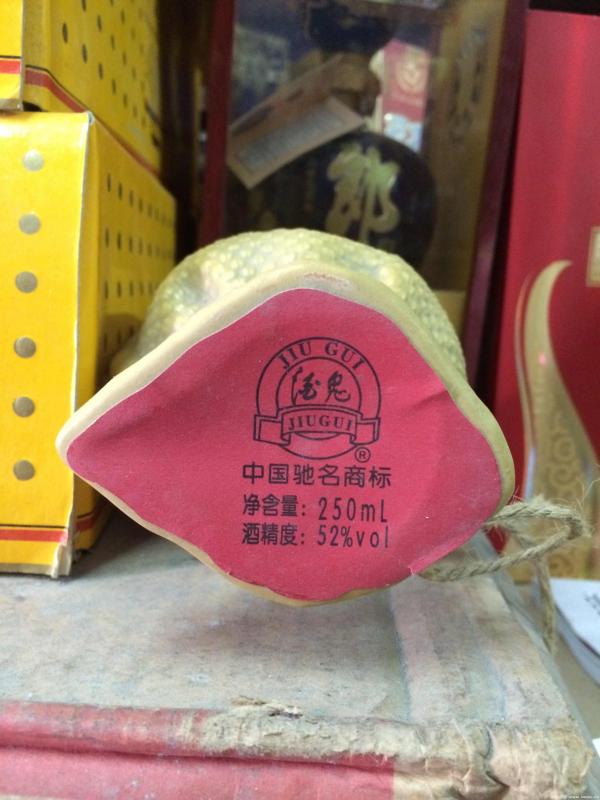 郎
JIU GUI
酒鬼
JIUGUI
®
中国驰名商标
净含量: 250mL
酒精度: 52%vol